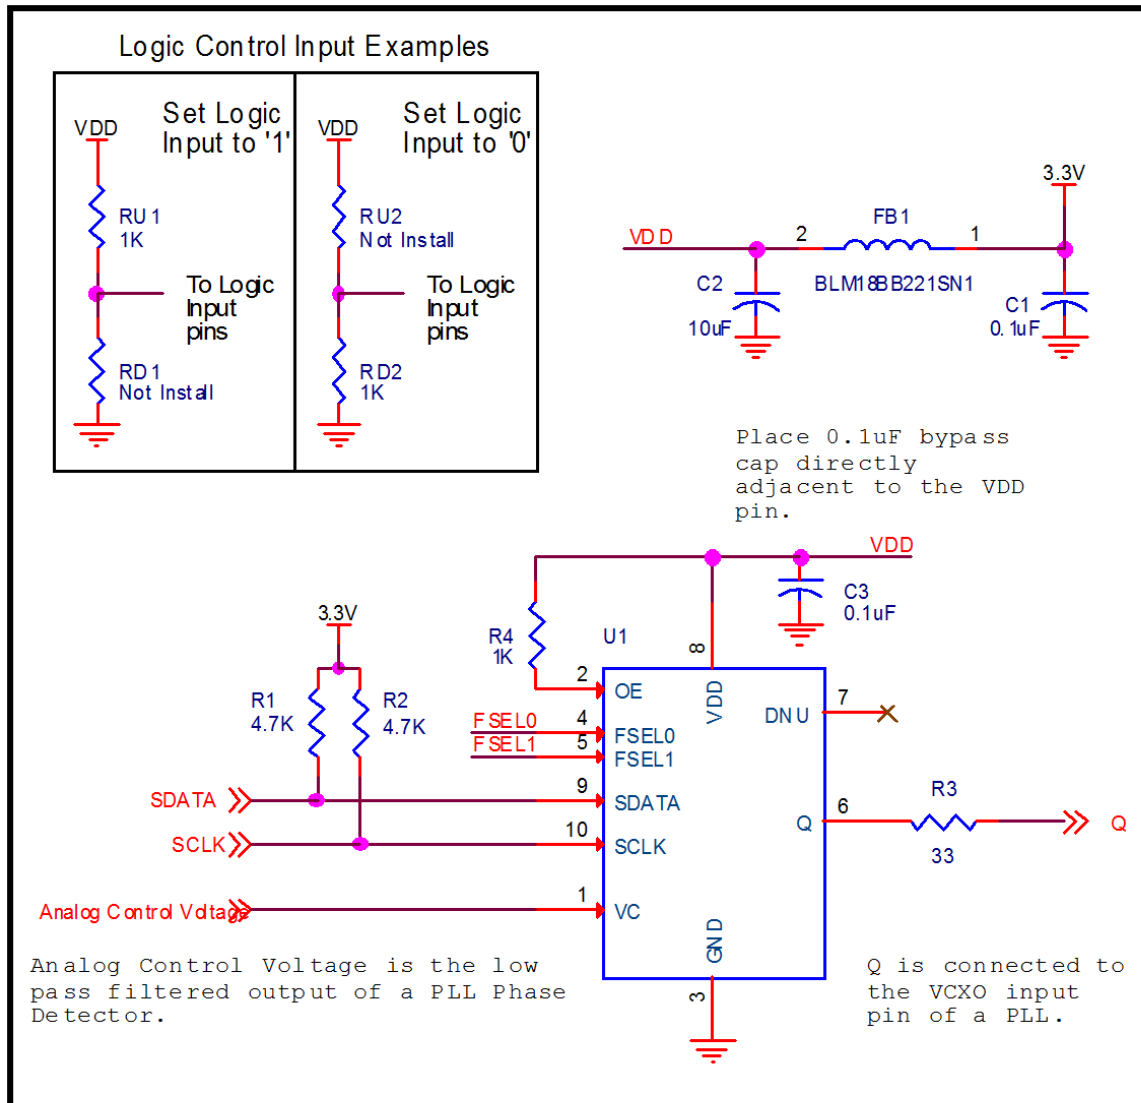 Logic Control Input Examples
Set Logic
Input to '1'
VDD
RU1
1K
To Logic
Input
pins
RD1
Not Install
Set Logic
Input to '0'
VDD
RU2
Not Install
To Logic
Input
pins
RD2
1K
3.3V
VDD
2
FB1
1
BLM18BB221SN1
C2
10uF
C1
0.1uF
Place 0.1uF bypass
cap directly
adjacent to the VDD
pin.
VDD
C3
0.1uF
3.3V
R1
4.7K
R2
4.7K
R4
1K
U1
8
VDD
2
OE
7
DNU
FSEL0
4
FSEL0
FSEL1
5
FSEL1
SDATA
9
SDATA
SCLK
10
SCLK
Q
6
R3
33
Q
Analog Control Voltage
1
VC
GND
3
Analog Control Voltage is the low
pass filtered output of a PLL Phase
Detector.
Q is connected to
the VCXO input
pin of a PLL.